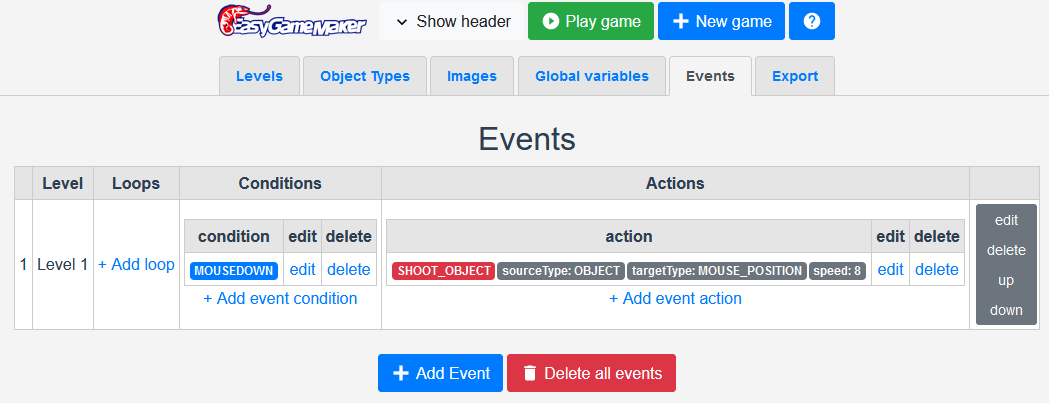 EasyGameMaker Show header Play game New game ?
Levels Object Types Images Global variables Events Export
Events
Level Loops Conditions Actions
condition edit delete action edit delete
1 Level 1 + Add loop MOUSEDOWN edit delete SHOOT_OBJECT sourceType: OBJECT targetType: MOUSE_POSITION speed: 8 edit delete
+ Add event condition + Add event action
edit
delete
up
down
+ Add Event Delete all events